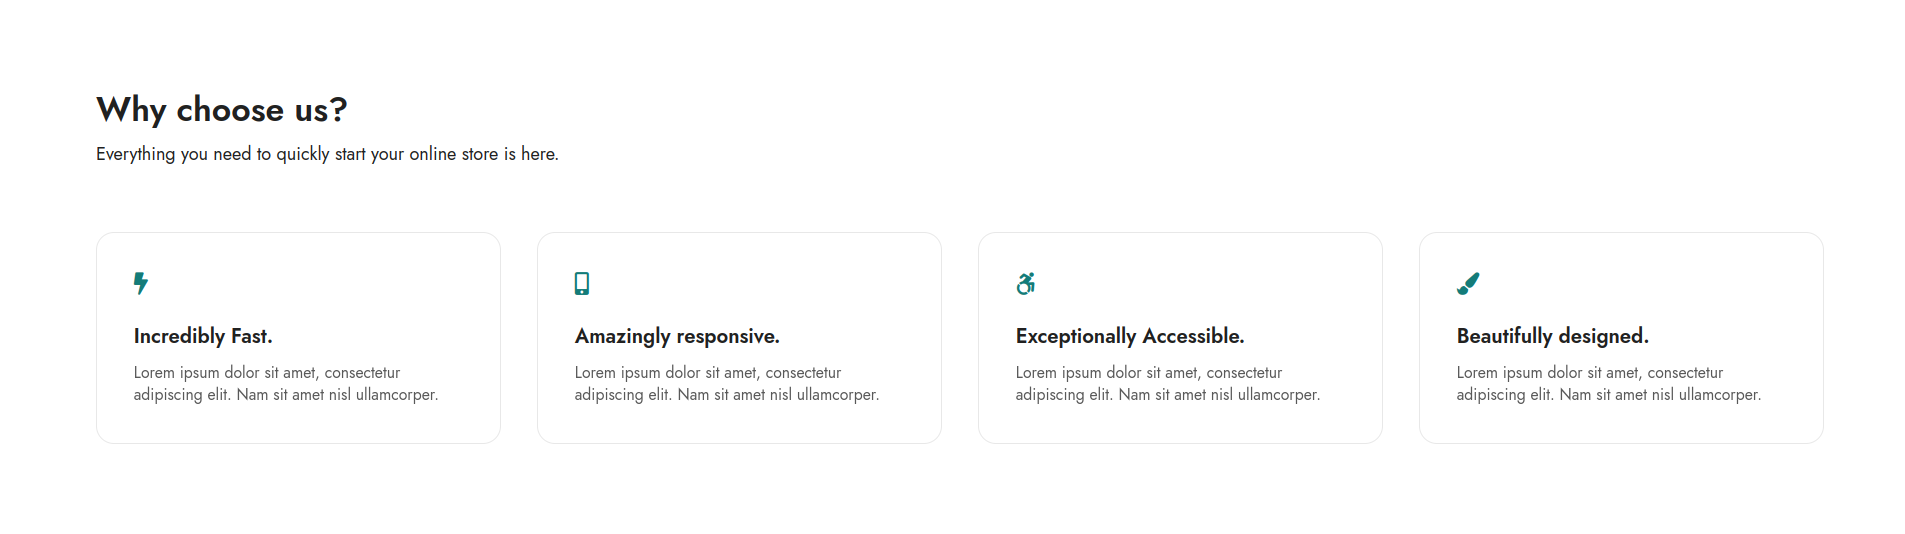 Why choose us?
Everything you need to quickly start your online store is here.
Incredibly Fast.
Lorem ipsum dolor sit amet, consectetur
adipiscing elit. Nam sit amet nisl ullamcorper.
Amazingly responsive.
Lorem ipsum dolor sit amet, consectetur
adipiscing elit. Nam sit amet nisl ullamcorper.
Exceptionally Accessible.
Lorem ipsum dolor sit amet, consectetur
adipiscing elit. Nam sit amet nisl ullamcorper.
Beautifully designed.
Lorem ipsum dolor sit amet, consectetur
adipiscing elit. Nam sit amet nisl ullamcorper.